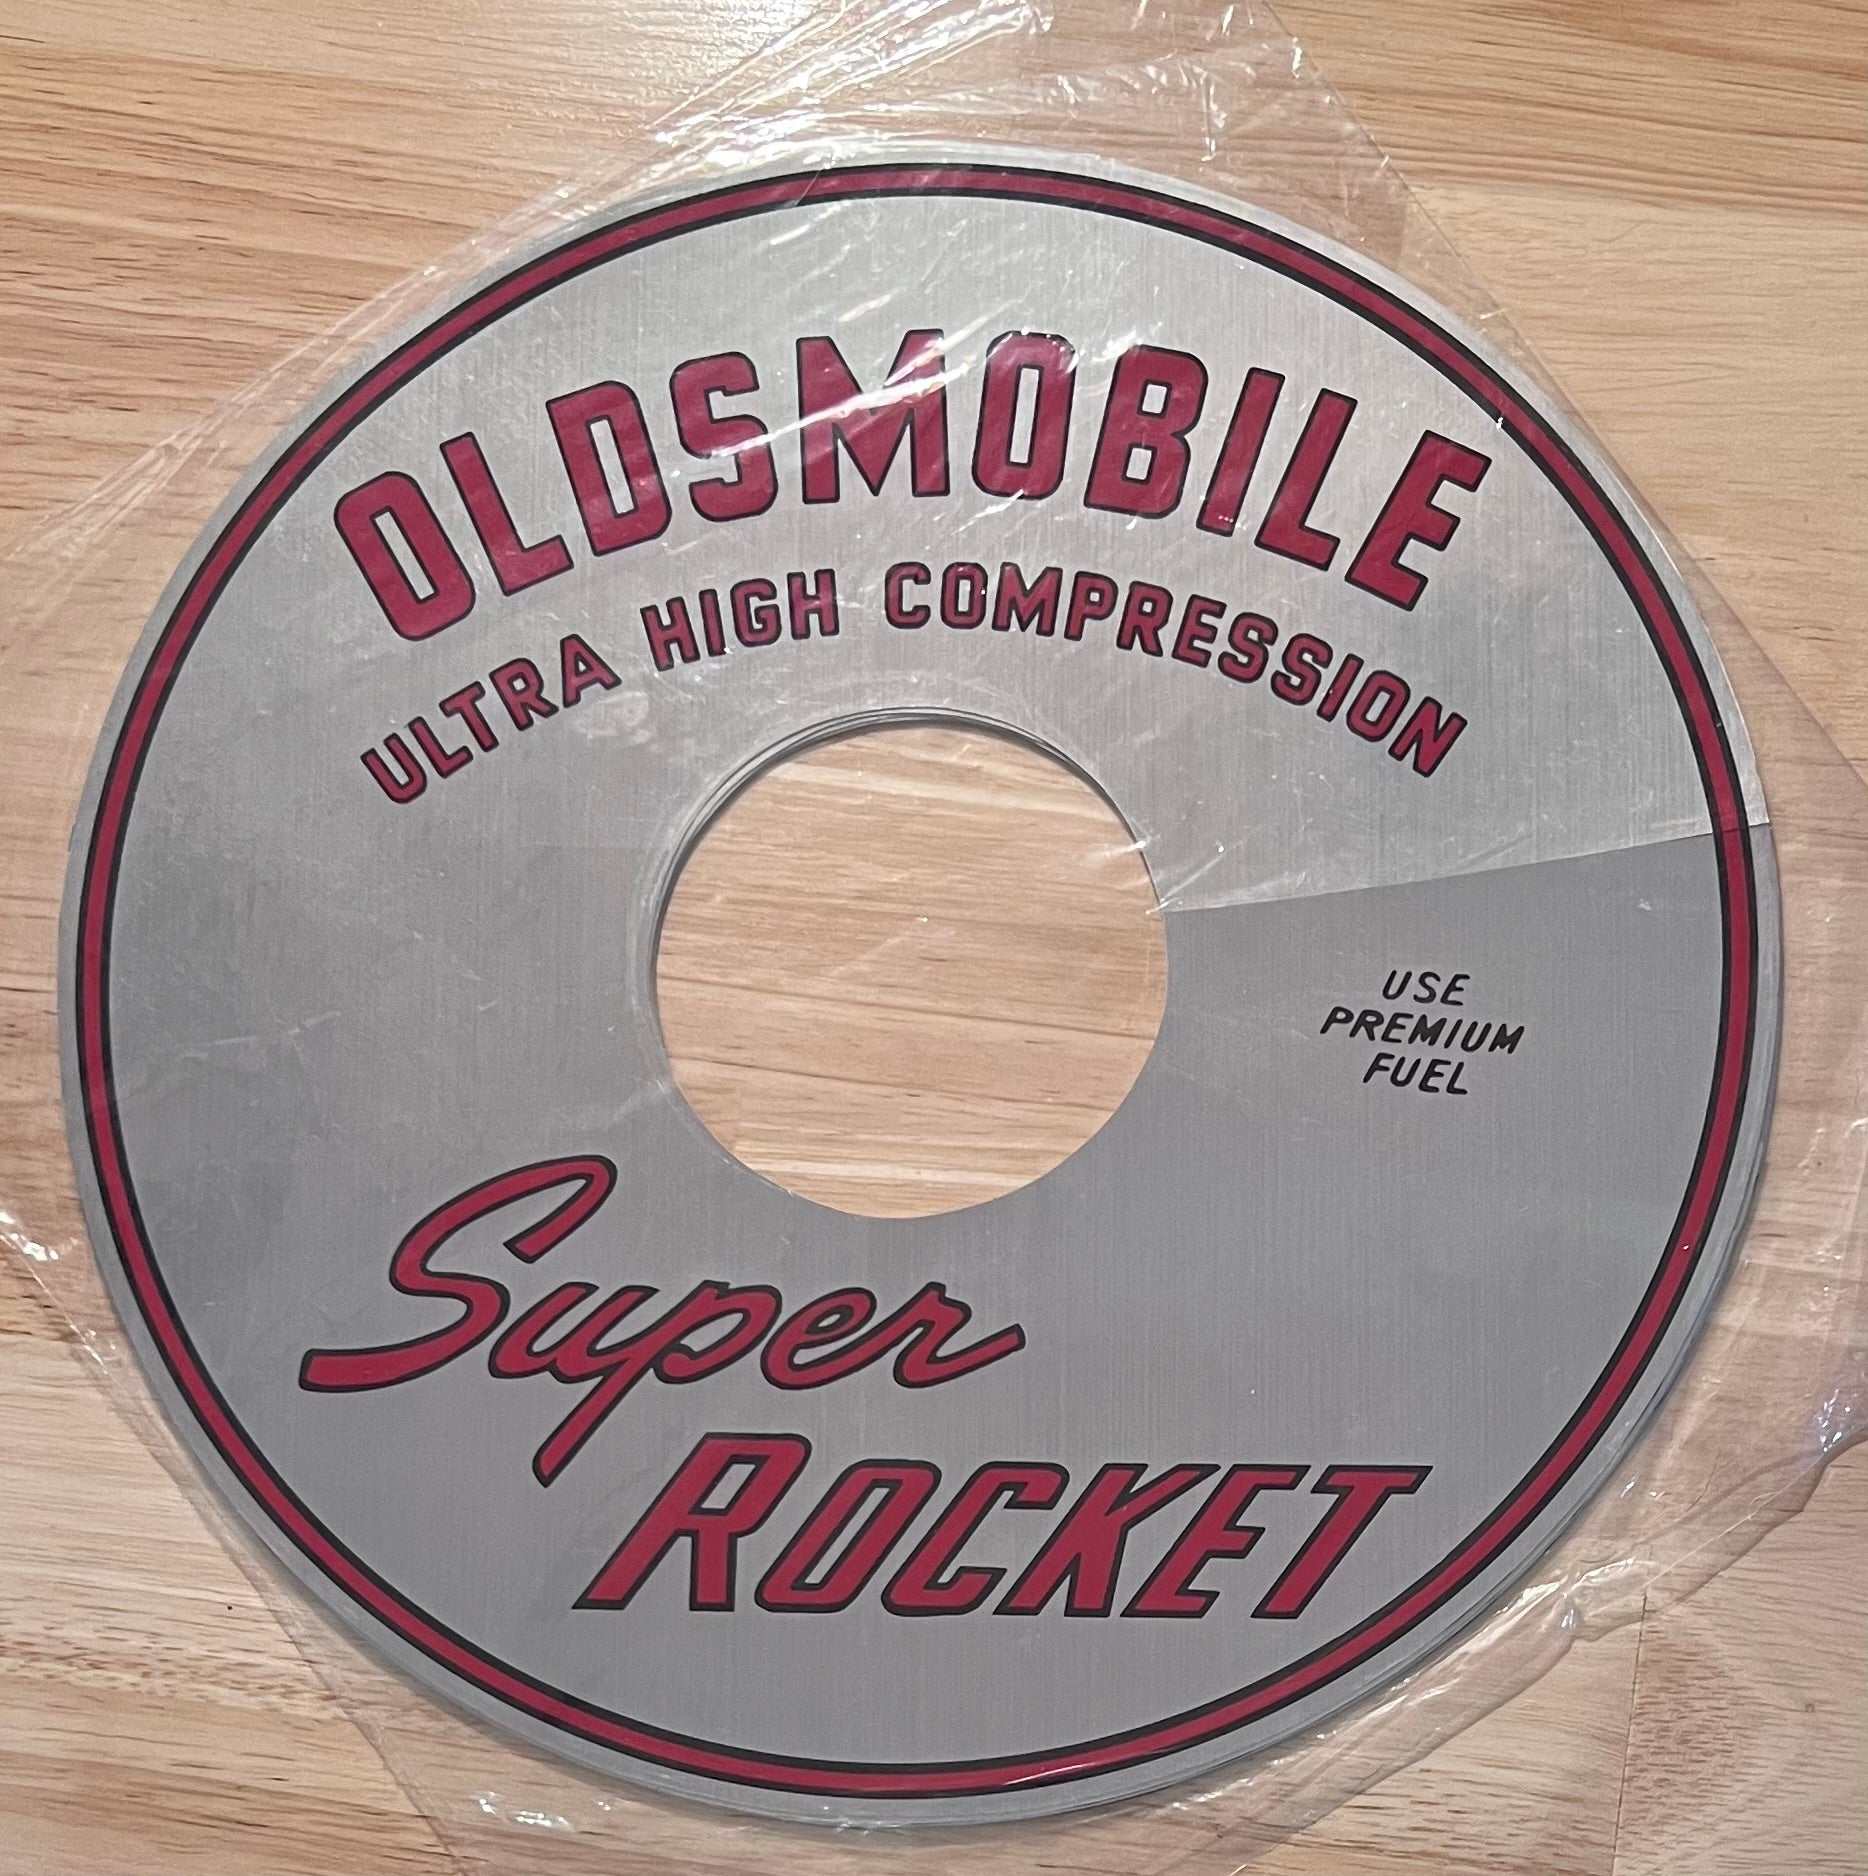 OLDSMOBILE
ULTRA HIGH COMPRESSION
USE
PREMIUM
FUEL
Super
ROCKET